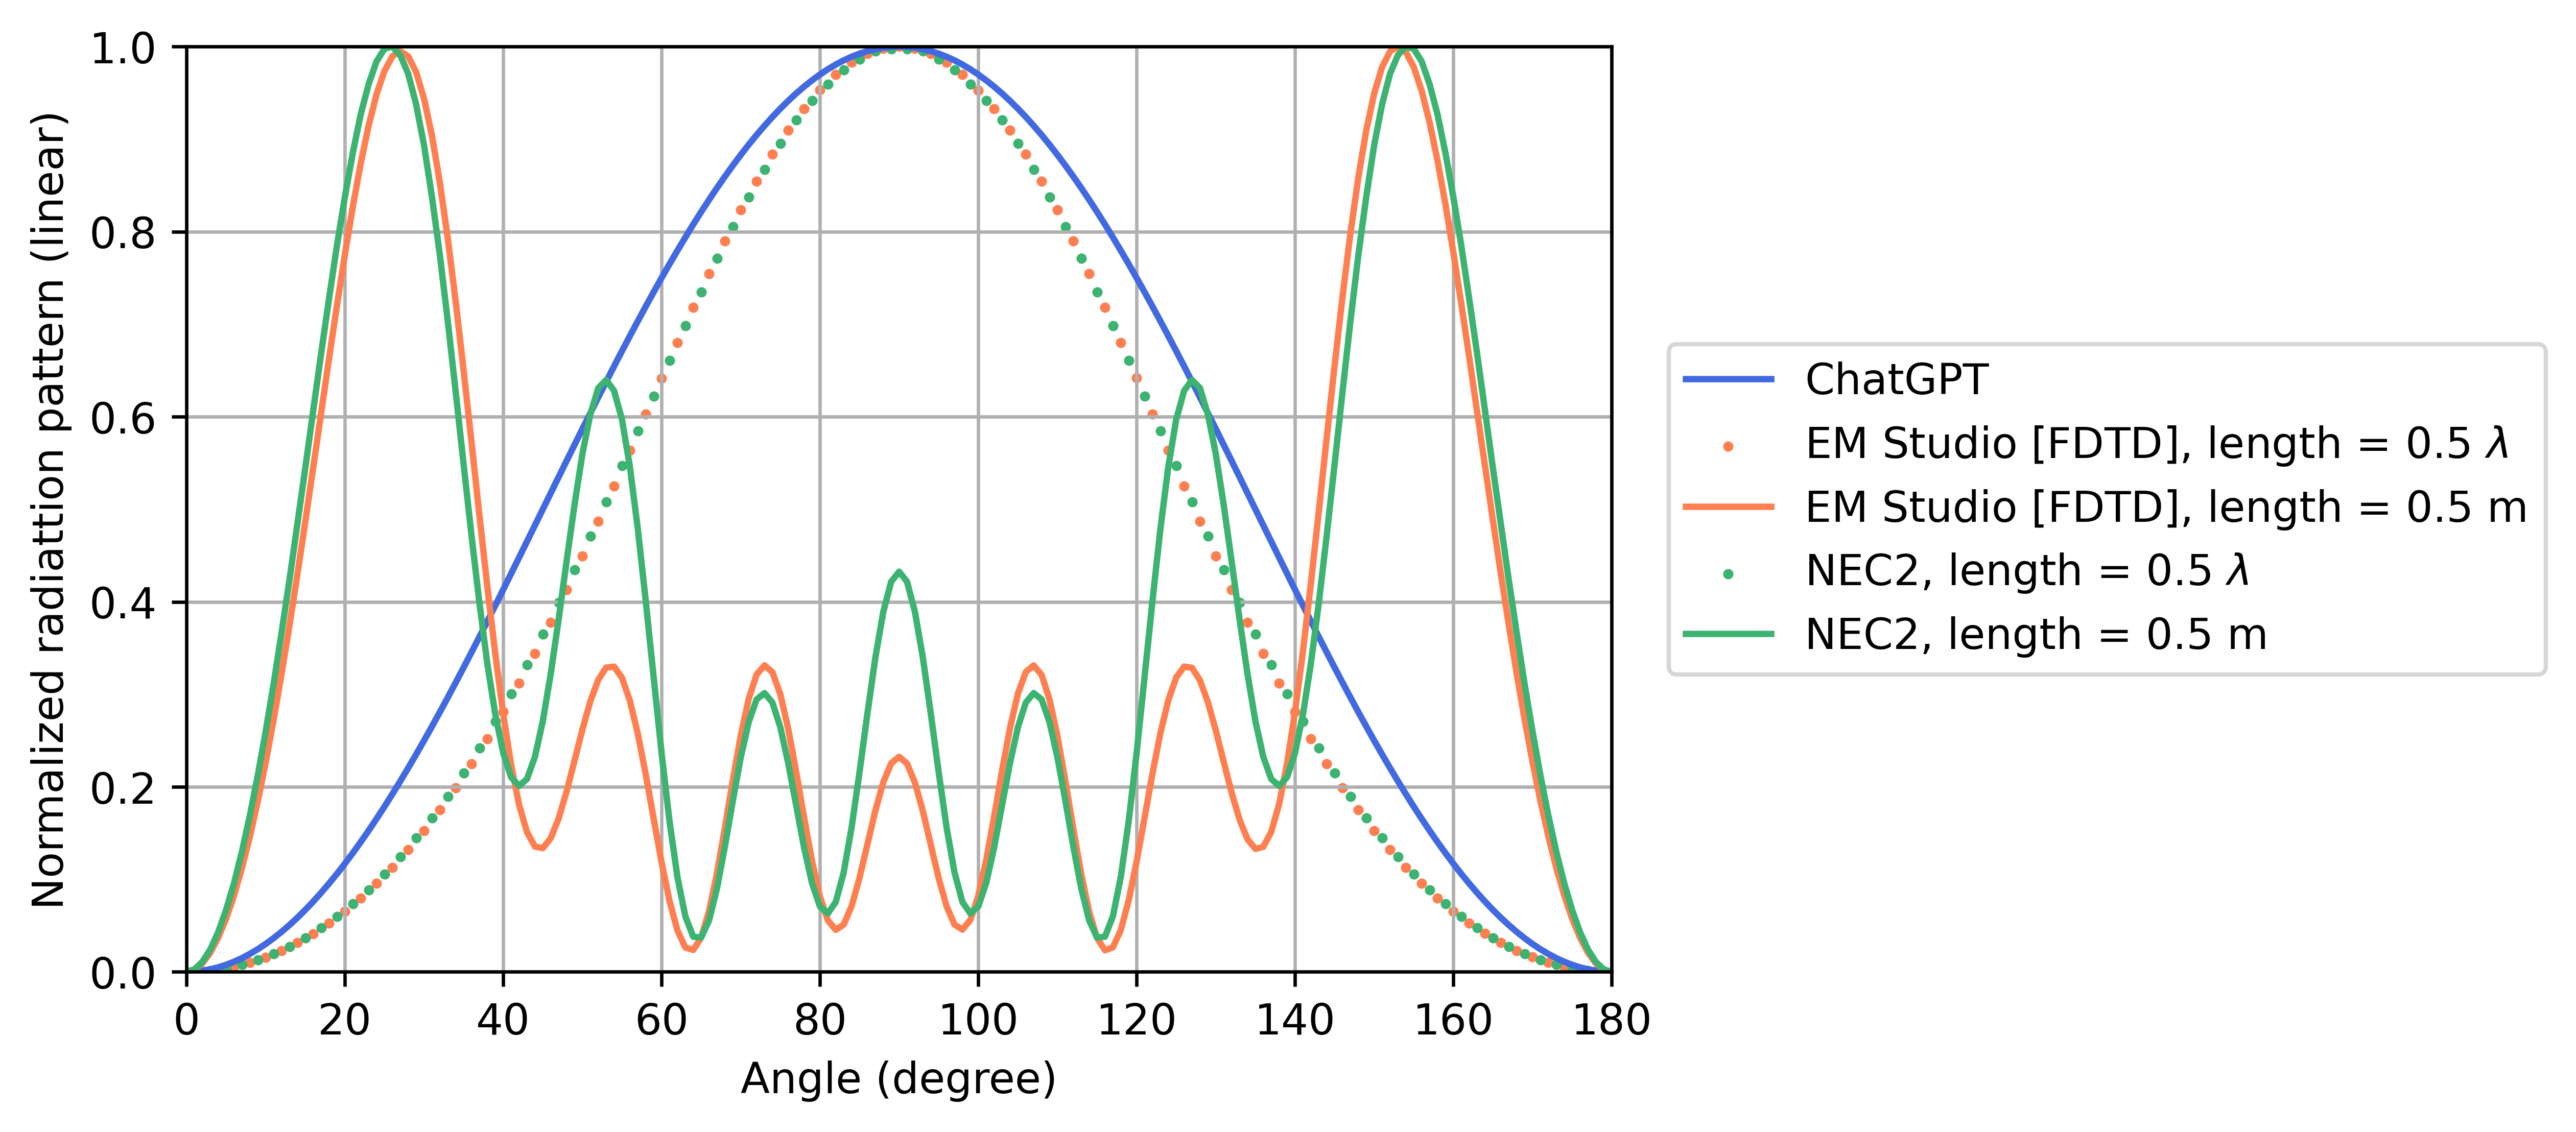 Normalized radiation pattern (linear)
1.0
0.8
0.6
0.4
0.2
0.0
0 20 40 60 80 100 120 140 160 180
Angle (degree)
ChatGPT
EM Studio [FDTD], length = 0.5 λ
EM Studio [FDTD], length = 0.5 m
NEC2, length = 0.5 λ
NEC2, length = 0.5 m